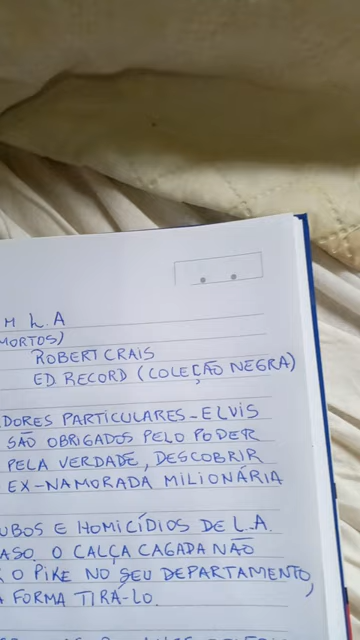 M L.A
MORTOS)
ROBERT CRAIS
ED RECORD (COLEÇÃO NEGRA)
DORES PARTICULARES - ELVIS
SÃO OBRIGADOS PELO PODER
PELA VERDADE, DESCOBRIR
EX-NAMORADA MILIONÁRIA
UBOS E HOMICÍDIOS DE L.A.
ASO, O CALÇA CAGADA NÃO
O PIKE NO SEU DEPARTAMENTO,
A FORMA TIRÁ-LO.